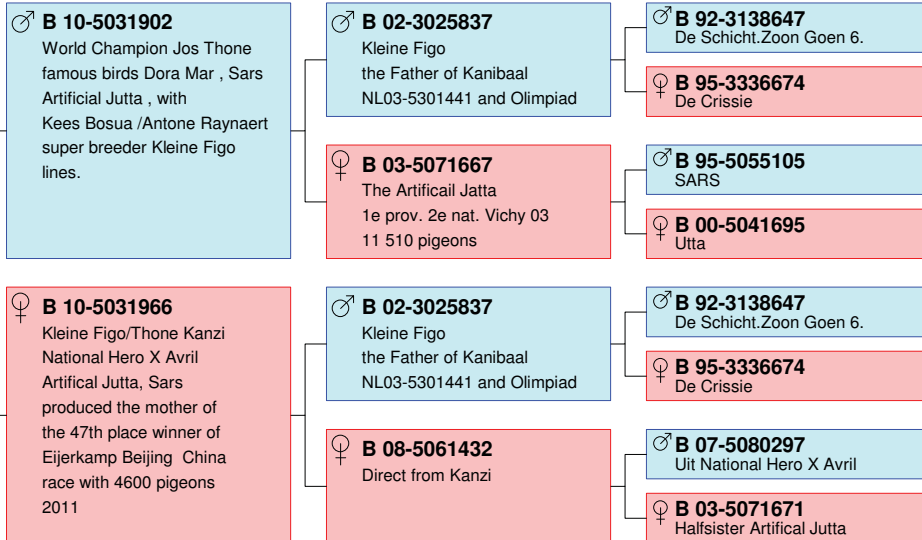 B 10-5031902
World Champion Jos Thone
famous birds Dora Mar , Sars
Artificial Jutta , with
Kees Bosua /Antone Raynaert
super breeder Kleine Figo
lines.
B 10-5031966
Kleine Figo/Thone Kanzi
National Hero X Avril
Artifical Jutta, Sars
produced the mother of
the 47th place winner of
Eijerkamp Beijing China
race with 4600 pigeons
2011
B 02-3025837
Kleine Figo
the Father of Kanibaal
NL03-5301441 and Olimpiad
B 03-5071667
The Artificail Jatta
1e prov. 2e nat. Vichy 03
11 510 pigeons
B 02-3025837
Kleine Figo
the Father of Kanibaal
NL03-5301441 and Olimpiad
B 08-5061432
Direct from Kanzi
B 92-3138647
De Schicht.Zoon Goen 6.
B 95-3336674
De Crissie
B 95-5055105
SARS
B 00-5041695
Utta
B 92-3138647
De Schicht.Zoon Goen 6.
B 95-3336674
De Crissie
B 07-5080297
Uit National Hero X Avril
B 03-5071671
Halfsister Artifical Jutta